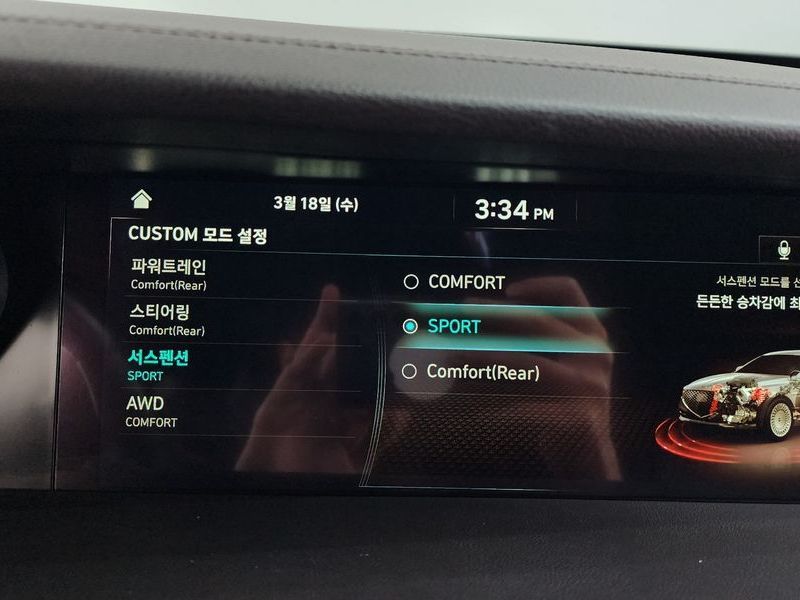 3월 18일 (수)
3:34 PM
CUSTOM 모드 설정
파워트레인
Comfort(Rear)
스티어링
Comfort(Rear)
서스펜션
SPORT
AWD
COMFORT
COMFORT
SPORT
Comfort(Rear)
서스펜션 모드를
든든한 승차감에